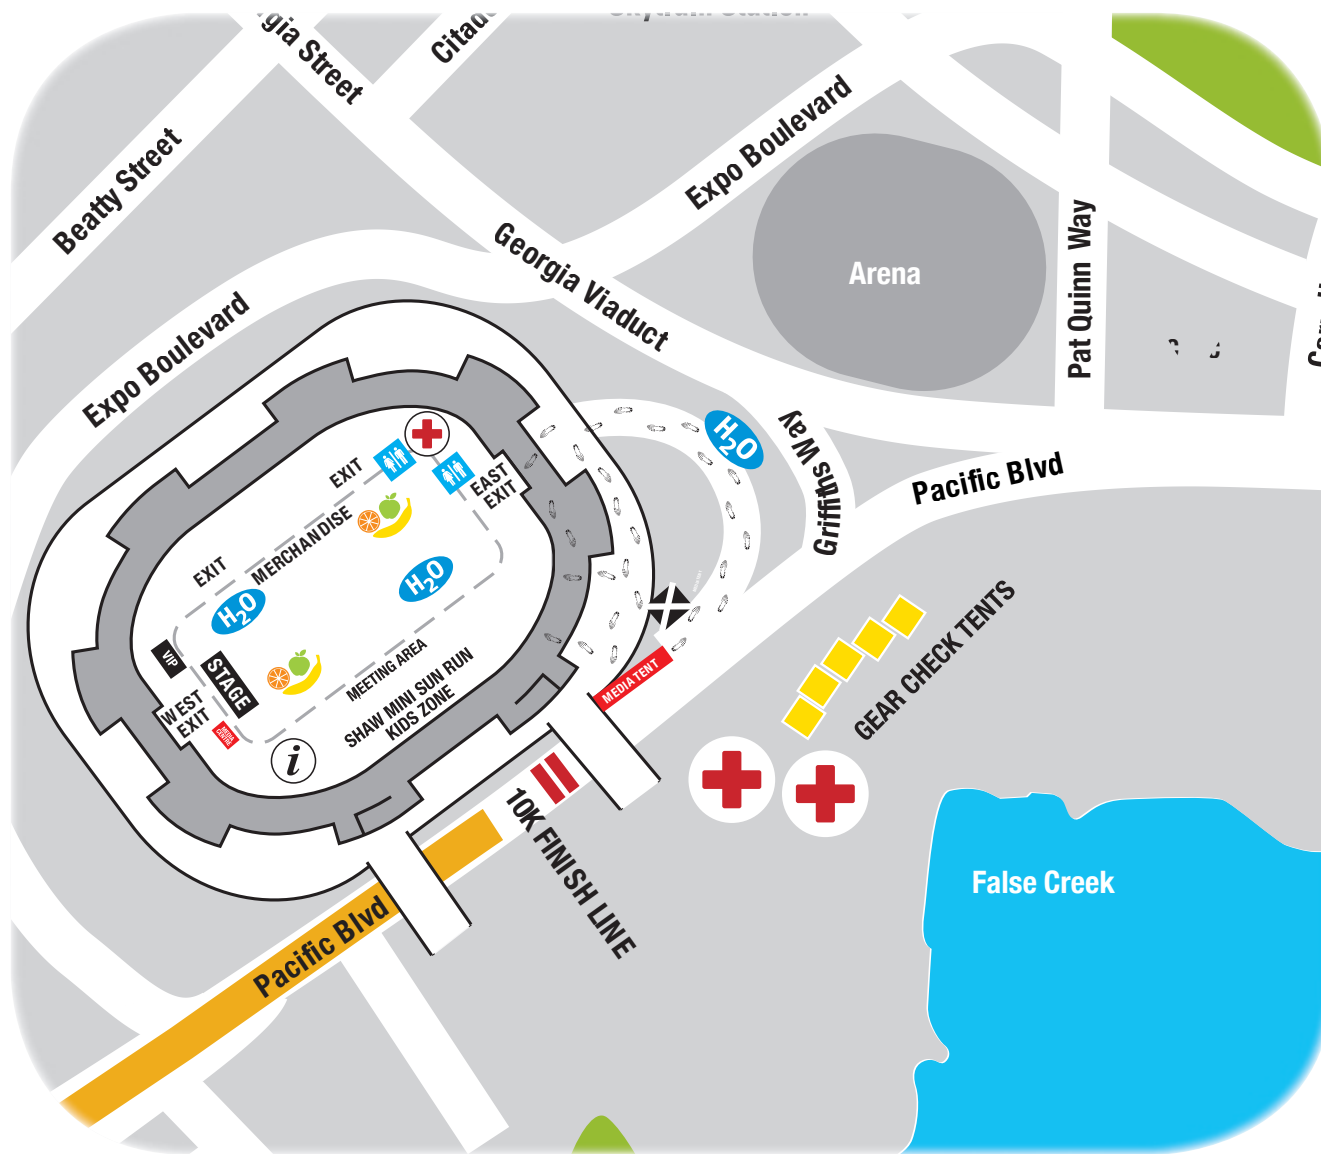 gia Street
Citad
Beatty Street
Expo Boulevard
Georgia Viaduct
Arena
Pat Quinn Way
Expo Boulevard
Griffiths Way
Pacific Blvd
H2O
EXIT
EAST
EXIT
MERCHANDISE
EXIT
H2O
H2O
VIP
STAGE
WEST
EXIT
MEDIA
CENTRE
MEETING AREA
SHAW MINI SUN RUN
KIDS ZONE
i
MEDIA TENT
GEAR CHECK TENTS
10K FINISH LINE
Pacific Blvd
False Creek